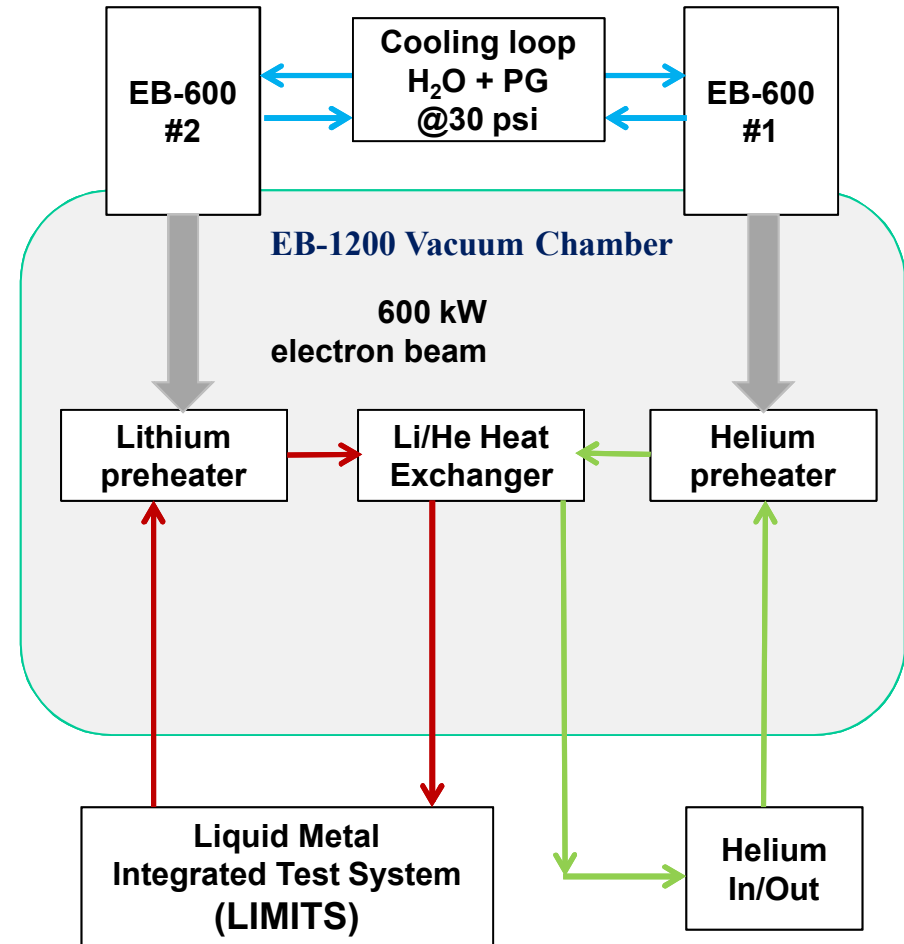 Cooling loop
H₂O + PG
@30 psi
EB-600
#2
EB-600
#1
EB-1200 Vacuum Chamber
600 kW
electron beam
Lithium
preheater
Li/He Heat
Exchanger
Helium
preheater
Liquid Metal
Integrated Test System
(LIMITS)
Helium
In/Out